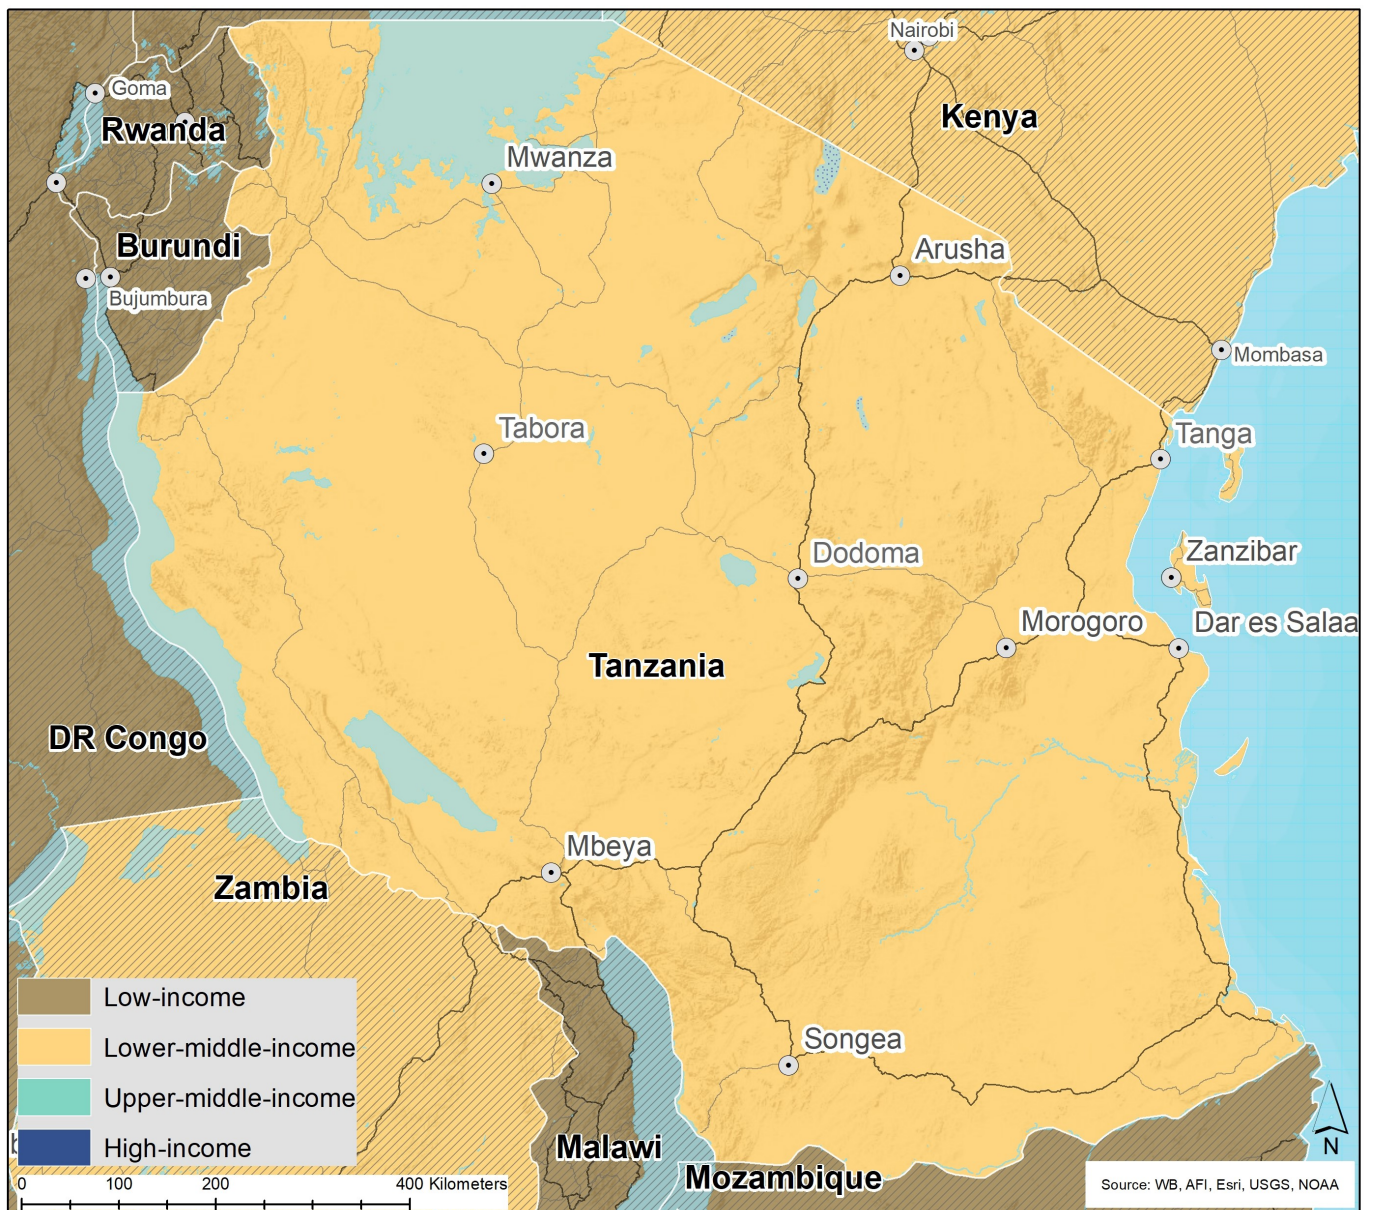 Nairobi
Goma
Kenya
Rwanda
Mwanza
Burundi
Arusha
Bujumbura
Mombasa
Tabora
Tanga
Dodoma
Zanzibar
Morogoro
Dar es Salaa
Tanzania
DR Congo
Mbeya
Zambia
Low-income
Lower-middle-income
Songea
Upper-middle-income
High-income
Malawi
Mozambique
N
0 100 200 400 Kilometers
Source: WB, AFI, Esri, USGS, NOAA